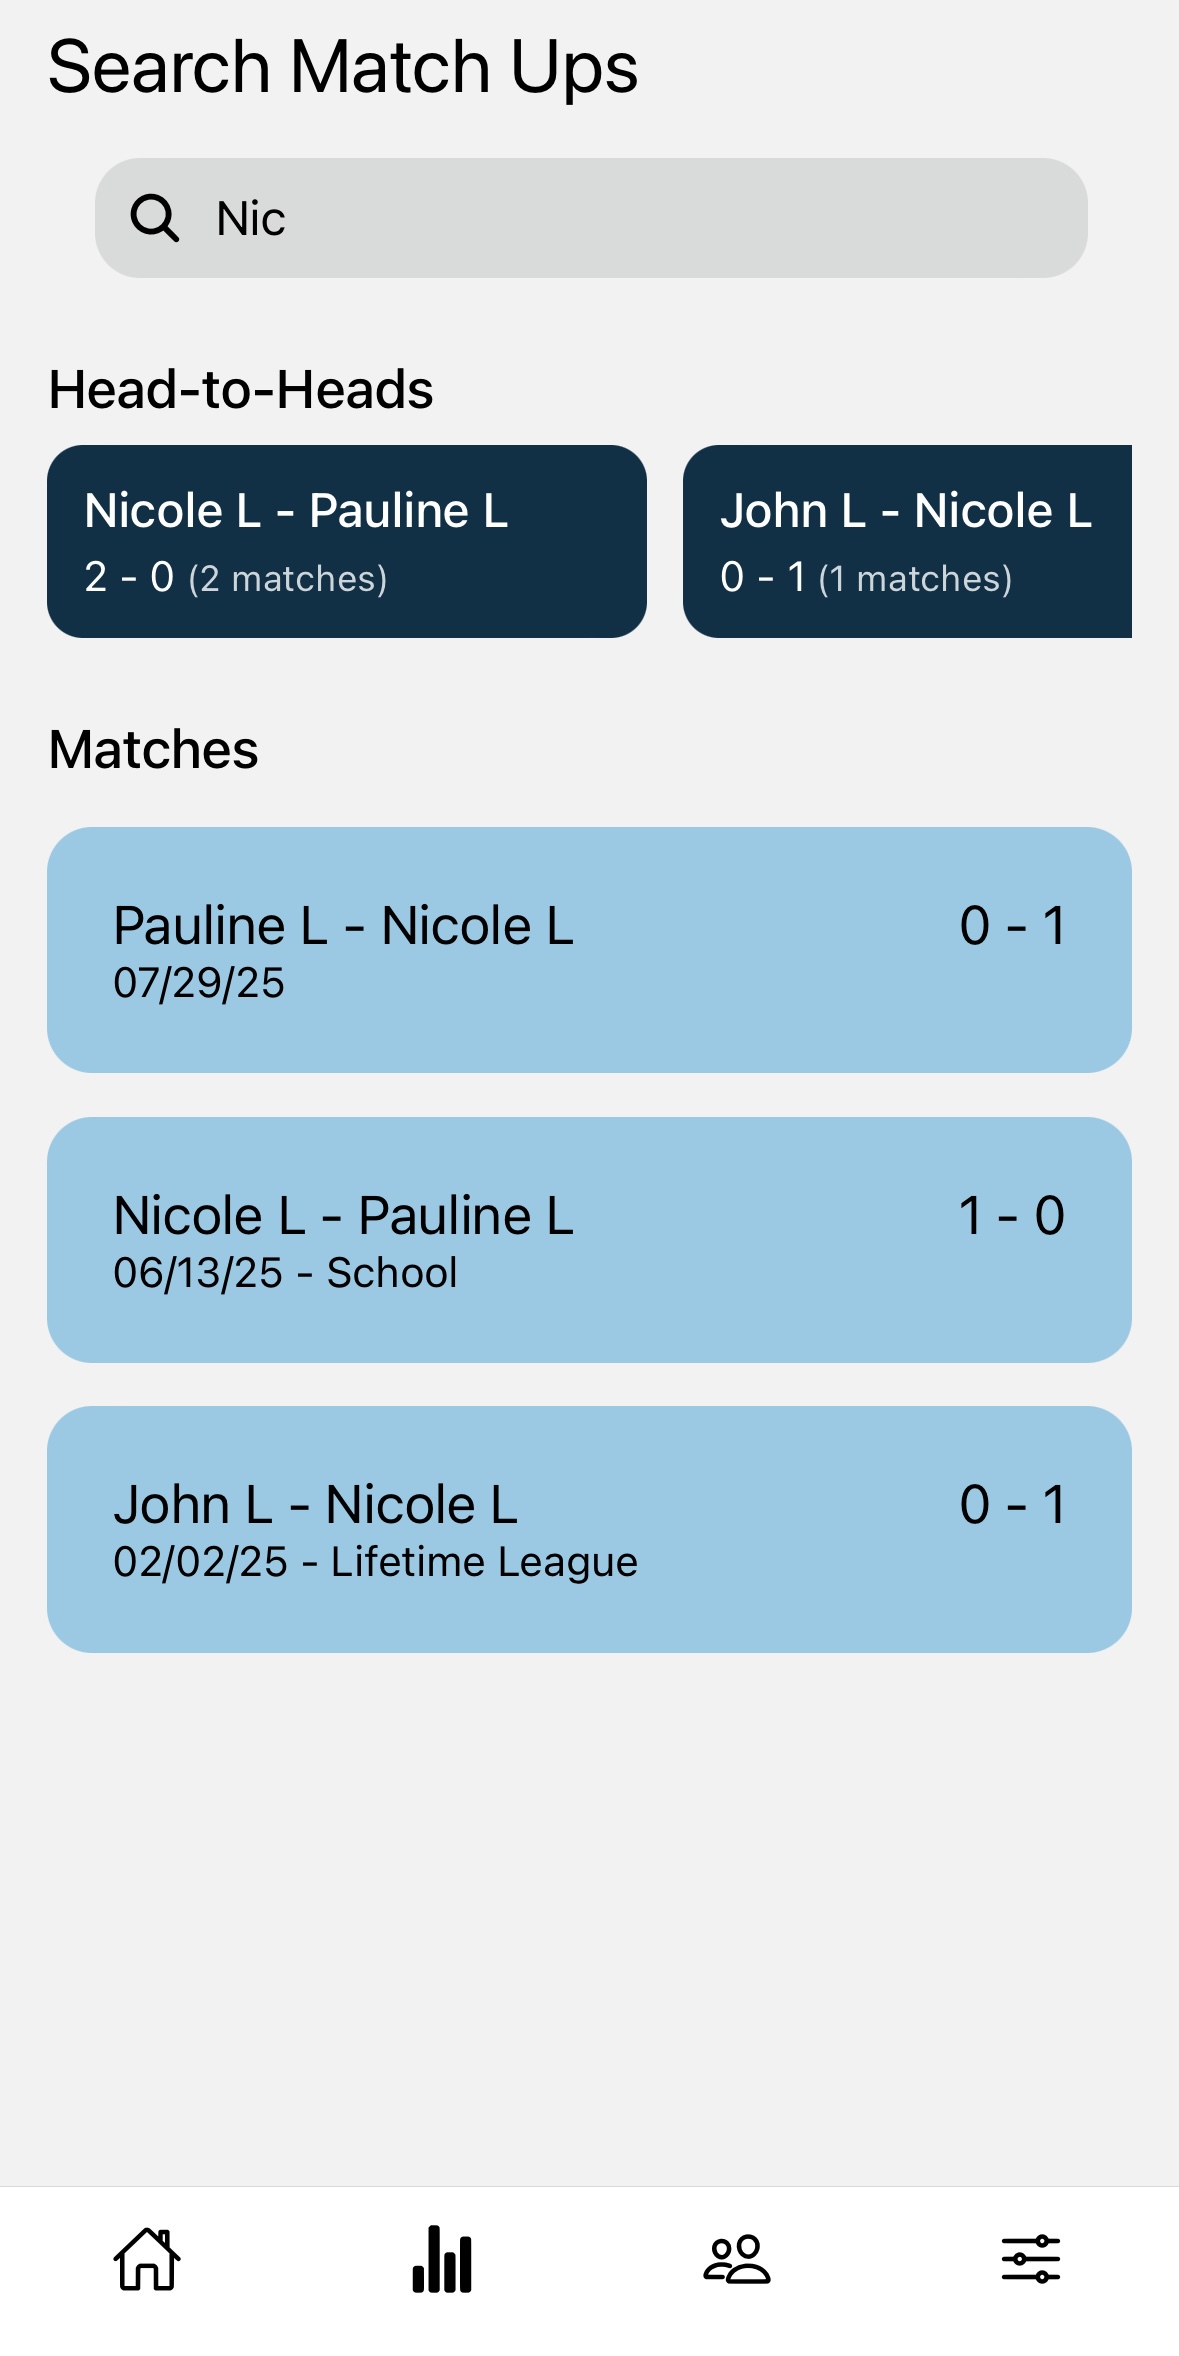 Search Match Ups
Nic
Head-to-Heads
Nicole L - Pauline L
2 - 0 (2 matches)
John L - Nicole L
0 - 1 (1 matches)
Matches
Pauline L - Nicole L 0 - 1
07/29/25
Nicole L - Pauline L 1 - 0
06/13/25 - School
John L - Nicole L 0 - 1
02/02/25 - Lifetime League